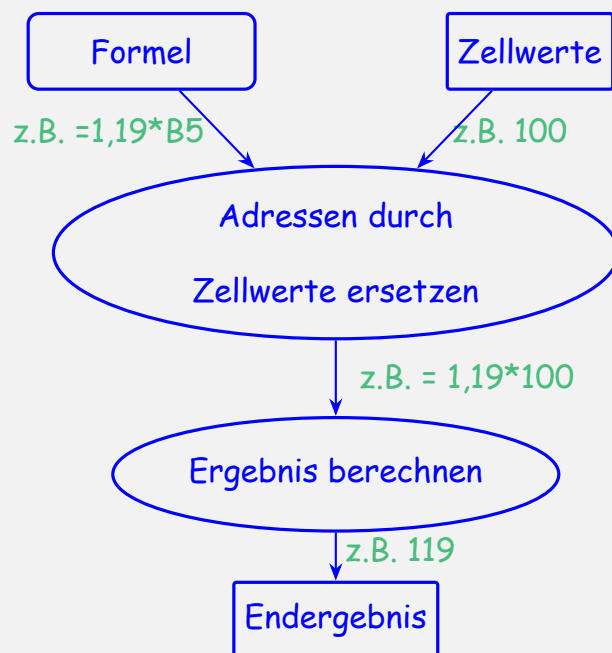 Formel
Zellwerte
z.B. =1,19*B5
z.B. 100
Adressen durch
Zellwerte ersetzen
z.B. = 1,19*100
Ergebnis berechnen
z.B. 119
Endergebnis